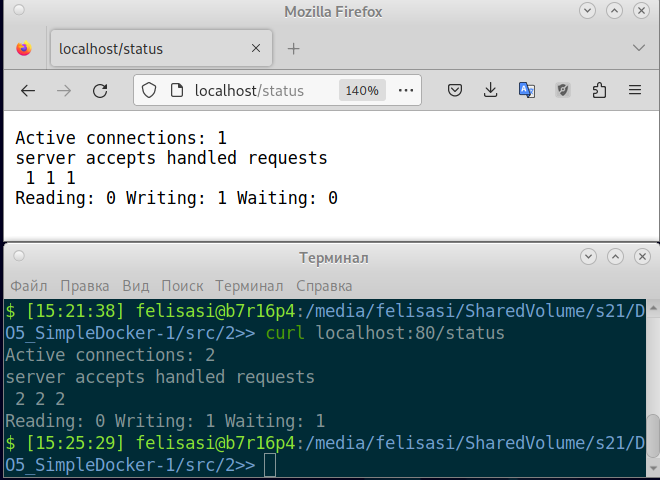 Mozilla Firefox
localhost/status
localhost/status 140%
Active connections: 1
server accepts handled requests
 1 1 1
Reading: 0 Writing: 1 Waiting: 0
Терминал
Файл Правка Вид Поиск Терминал Справка
$ [15:21:38] felisasi@b7r16p4:/media/felisasi/SharedVolume/s21/D
O5_SimpleDocker-1/src/2>> curl localhost:80/status
Active connections: 2
server accepts handled requests
 2 2 2
Reading: 0 Writing: 1 Waiting: 1
$ [15:25:29] felisasi@b7r16p4:/media/felisasi/SharedVolume/s21/D
O5_SimpleDocker-1/src/2>>